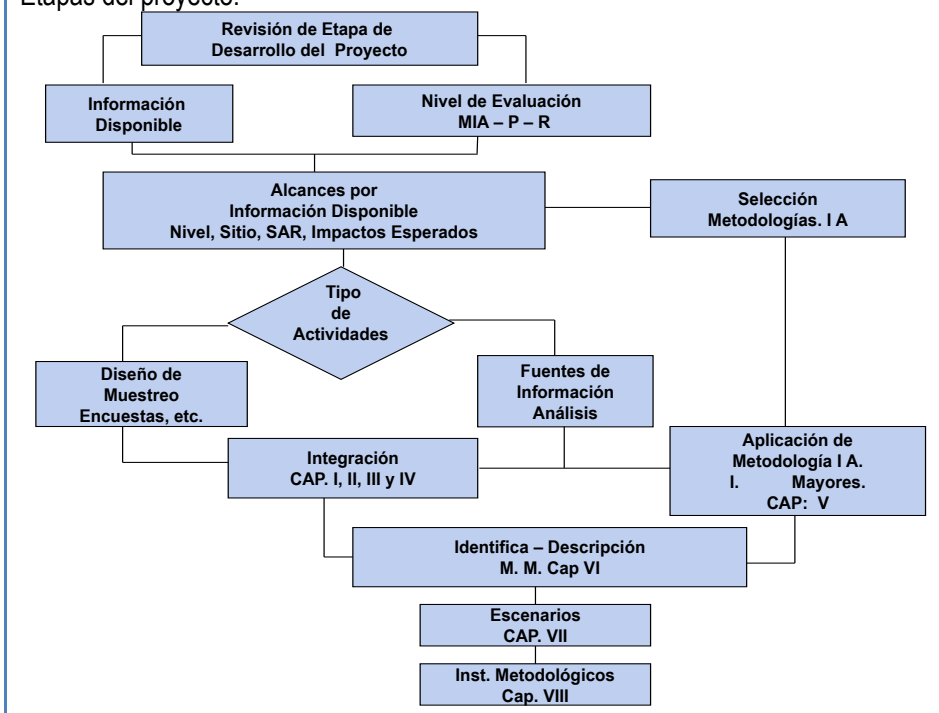 Etapas del proyecto.
Revisión de Etapa de
Desarrollo del Proyecto
Información
Disponible
Nivel de Evaluación
MIA – P – R
Alcances por
Información Disponible
Nivel, Sitio, SAR, Impactos Esperados
Selección
Metodologías. I A
Tipo
de
Actividades
Diseño de
Muestreo
Encuestas, etc.
Fuentes de
Información
Análisis
Integración
CAP. I, II, III y IV
Aplicación de
Metodología I A.
I. Mayores.
CAP: V
Identifica – Descripción
M. M. Cap VI
Escenarios
CAP. VII
Inst. Metodológicos
Cap. VIII